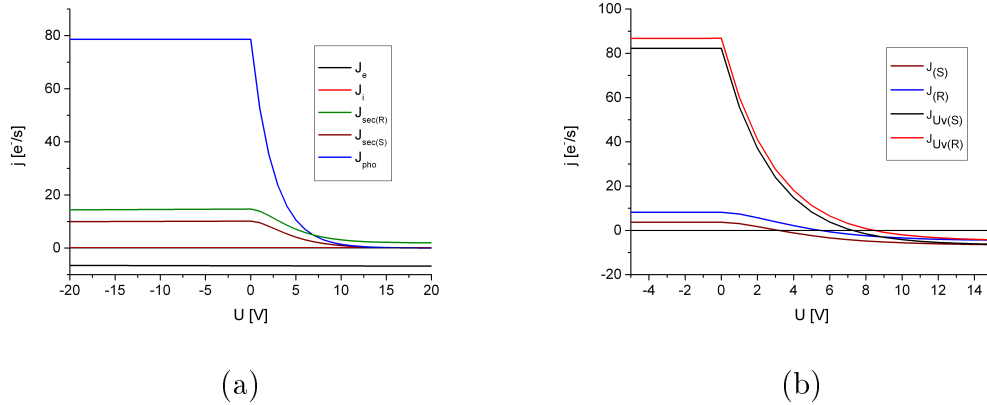 80
60
40
20
0
j [e⁻/s]
J_e
J_i
J_sec(R)
J_sec(S)
J_pho
-20 -15 -10 -5 0 5 10 15 20
U [V]
(a)
100
80
60
40
20
0
-20
j [e⁻/s]
J_(S)
J_(R)
J_Uv(S)
J_Uv(R)
-4 -2 0 2 4 6 8 10 12 14
U [V]
(b)